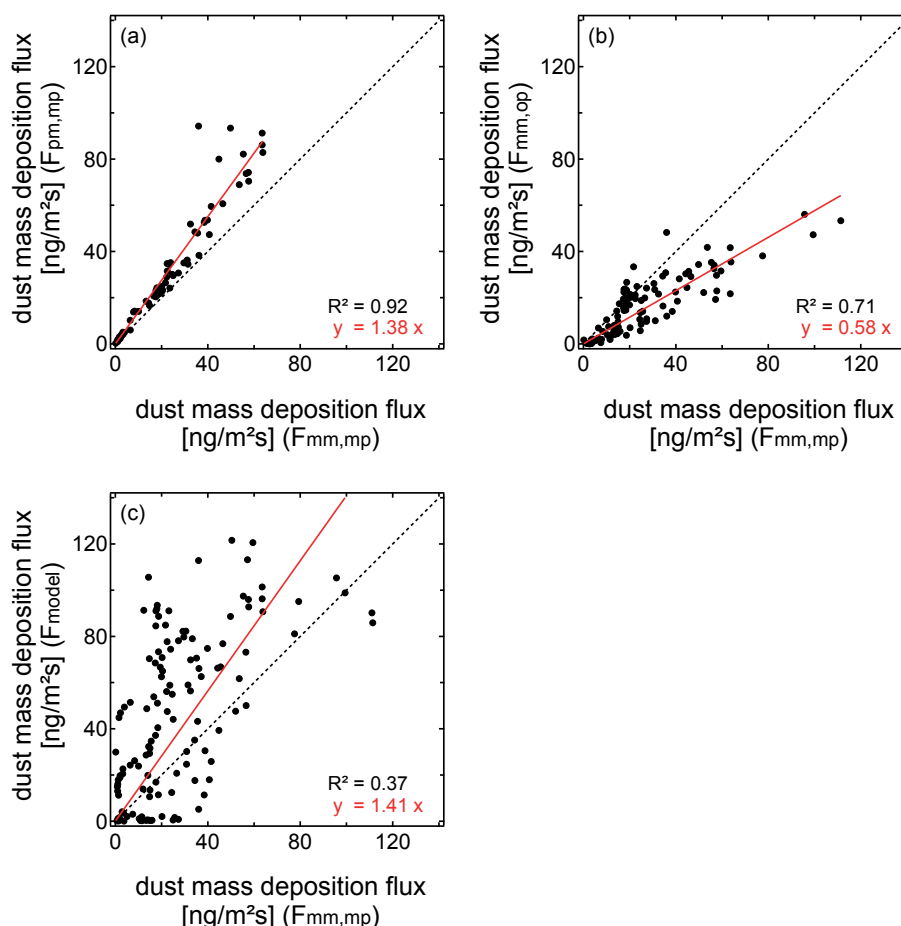 (a)
dust mass deposition flux
[ng/m²s] (Fpm,mp)
140
120
80
40
0
R² = 0.92
y = 1.38 x
0 40 80 120
dust mass deposition flux
[ng/m²s] (Fmm,mp)
(b)
dust mass deposition flux
[ng/m²s] (Fmm,op)
120
80
40
0
R² = 0.71
y = 0.58 x
0 40 80 120
dust mass deposition flux
[ng/m²s] (Fmm,mp)
(c)
dust mass deposition flux
[ng/m²s] (Fmodel)
120
80
40
0
R² = 0.37
y = 1.41 x
0 40 80 120
dust mass deposition flux
[ng/m²s] (Fmm,mp)